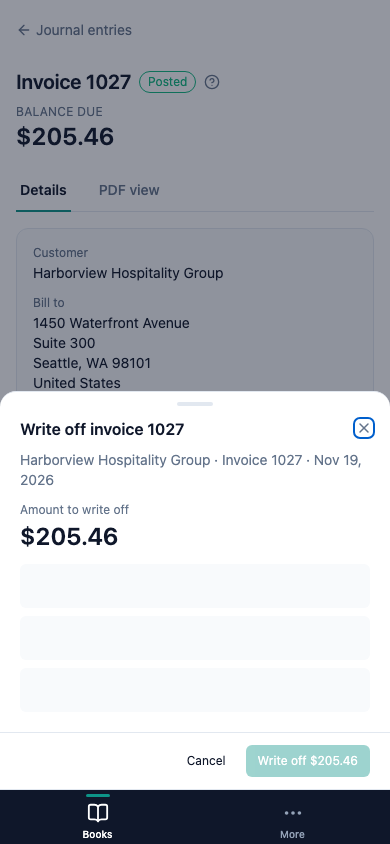 Journal entries
Invoice 1027
Posted
BALANCE DUE
$205.46
Details
PDF view
Customer
Harborview Hospitality Group
Bill to
1450 Waterfront Avenue
Suite 300
Seattle, WA 98101
United States
Write off invoice 1027
Harborview Hospitality Group · Invoice 1027 · Nov 19,
2026
Amount to write off
$205.46
Cancel
Write off $205.46
Books
More